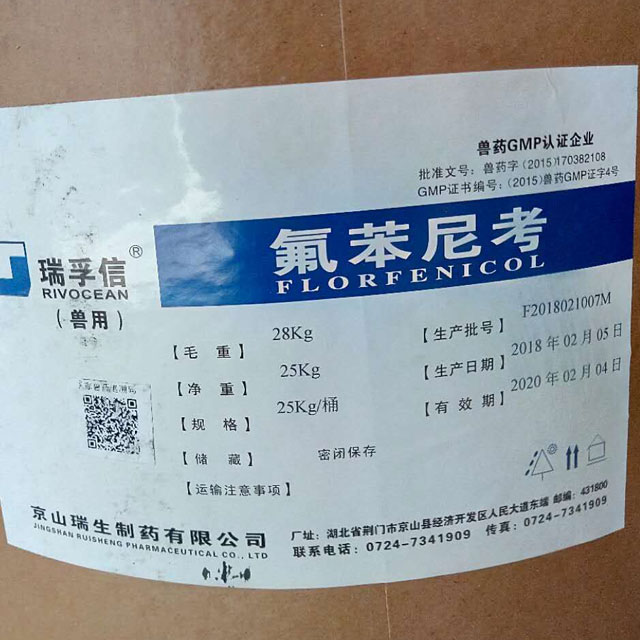 兽药GMP认证企业
批准文号：兽药字（2015）170382108
GMP证书编号：（2015）兽药GMP证字4号
瑞孚信®
RIVOCEAN
（兽用）
氟苯尼考
FLORFENICOL
【毛 重】 28Kg
【净 重】 25Kg
【规 格】 25Kg/桶
【储 藏】 密闭保存
【运输注意事项】
【生产批号】 F2018021007M
【生产日期】 2018 年 02 月 05 日
【有 效 期】 2020 年 02 月 04 日
京山瑞生制药有限公司
JINGSHAN RUISHENG PHARMACEUTICAL CO., LTD
厂址：湖北省荆门市京山县经济开发区人民大道东端 邮编：431800
联系电话：0724-7341909 传真：0724-7341909